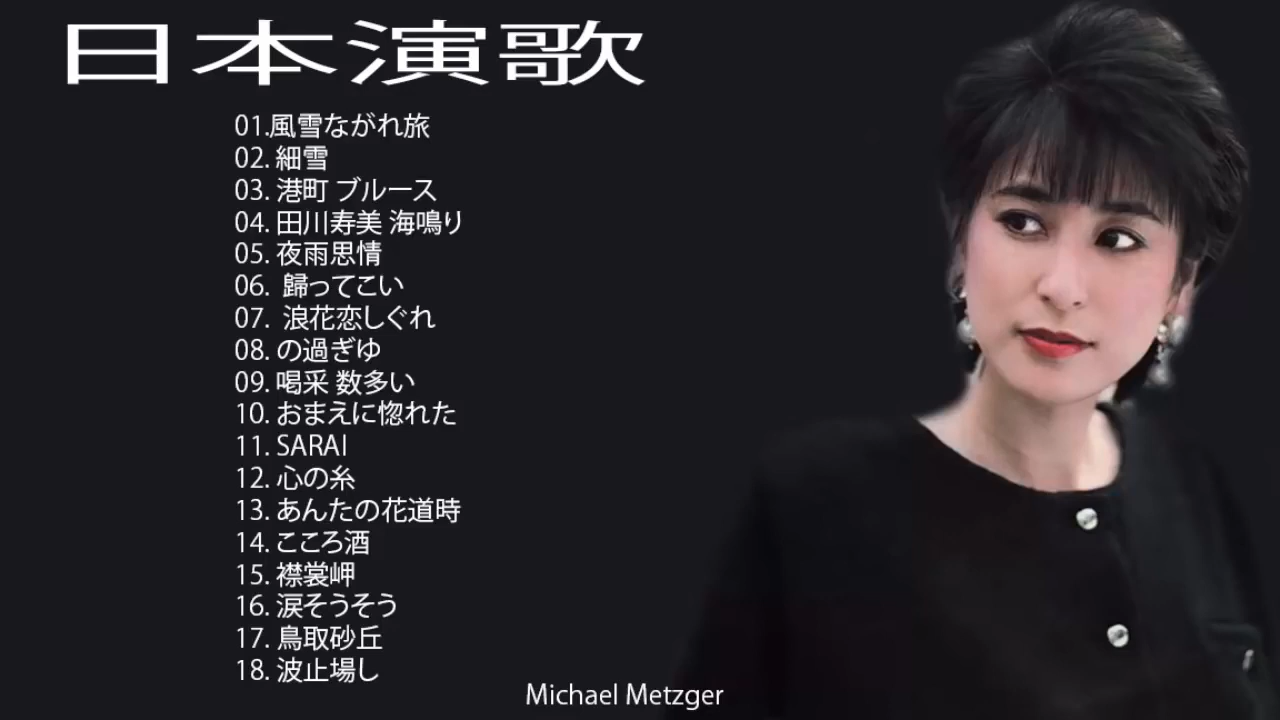 日本演歌
01.風雪ながれ旅
02. 細雪
03. 港町 ブルース
04. 田川寿美 海鳴り
05. 夜雨思情
06. 歸ってこい
07. 浪花恋しぐれ
08. の過ぎゆ
09. 喝采 数多い
10. おまえに惚れた
11. SARAI
12. 心の糸
13. あんたの花道時
14. こころ酒
15. 襟裳岬
16. 涙そうそう
17. 鳥取砂丘
18. 波止場し
Michael Metzger